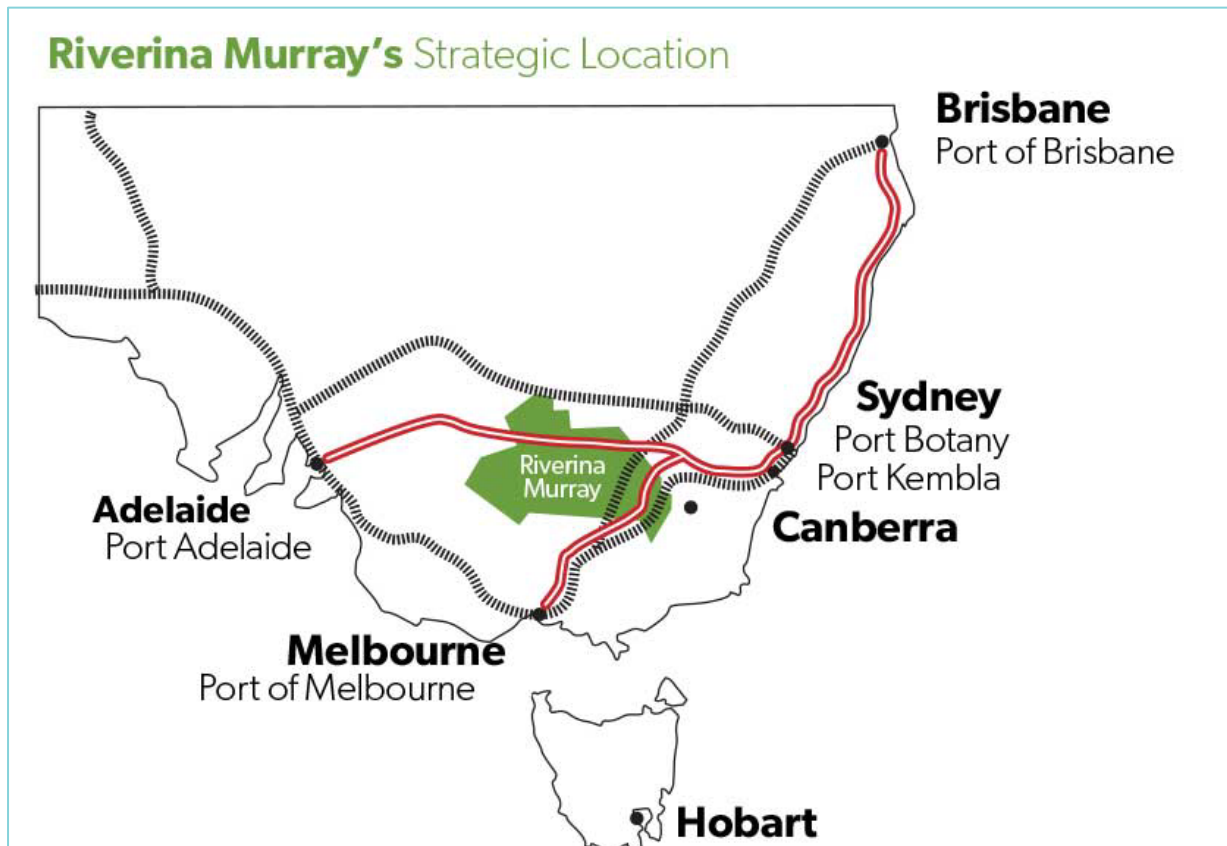 Riverina Murray's Strategic Location
Brisbane
Port of Brisbane
Sydney
Port Botany
Port Kembla
Riverina
Murray
Adelaide
Port Adelaide
Canberra
Melbourne
Port of Melbourne
Hobart